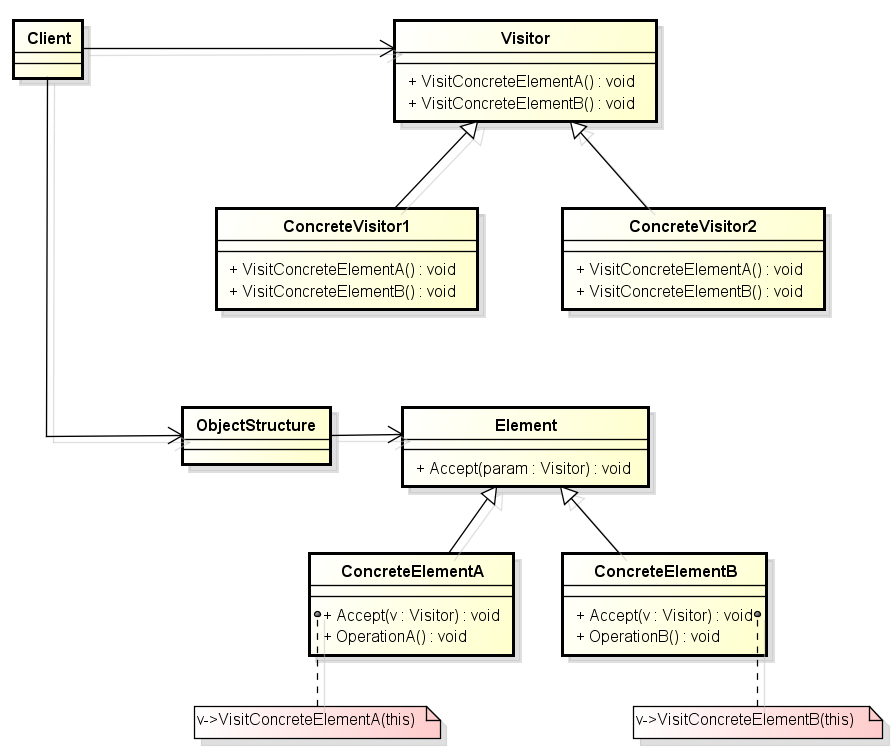 Client
Visitor
+ VisitConcreteElementA() : void
+ VisitConcreteElementB() : void
ConcreteVisitor1
+ VisitConcreteElementA() : void
+ VisitConcreteElementB() : void
ConcreteVisitor2
+ VisitConcreteElementA() : void
+ VisitConcreteElementB() : void
ObjectStructure
Element
+ Accept(param : Visitor) : void
ConcreteElementA
+ Accept(v : Visitor) : void
+ OperationA() : void
ConcreteElementB
+ Accept(v : Visitor) : void
+ OperationB() : void
v->VisitConcreteElementA(this)
v->VisitConcreteElementB(this)